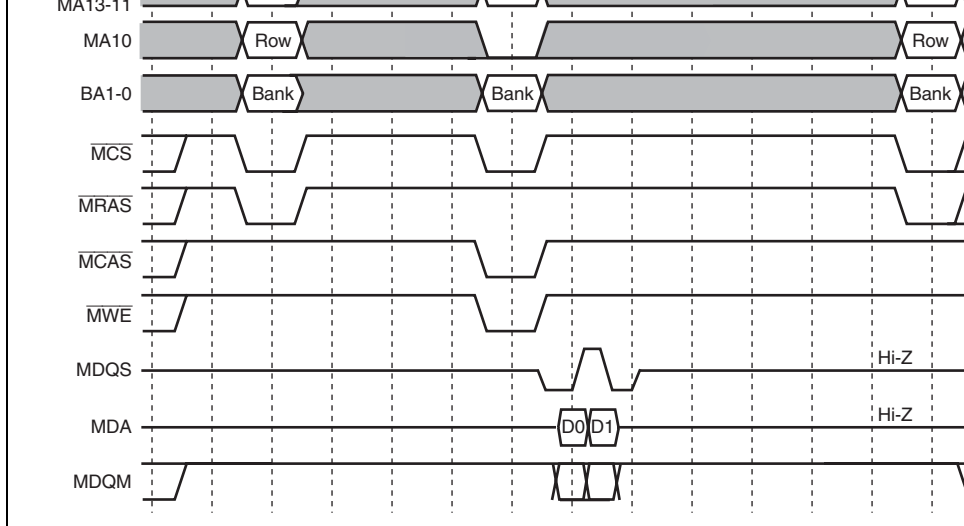 MA13-11
MA10 Row Row
BA1-0 Bank Bank Bank
MCS
MRAS
MCAS
MWE
MDQS Hi-Z
MDA D0 D1 Hi-Z
MDQM